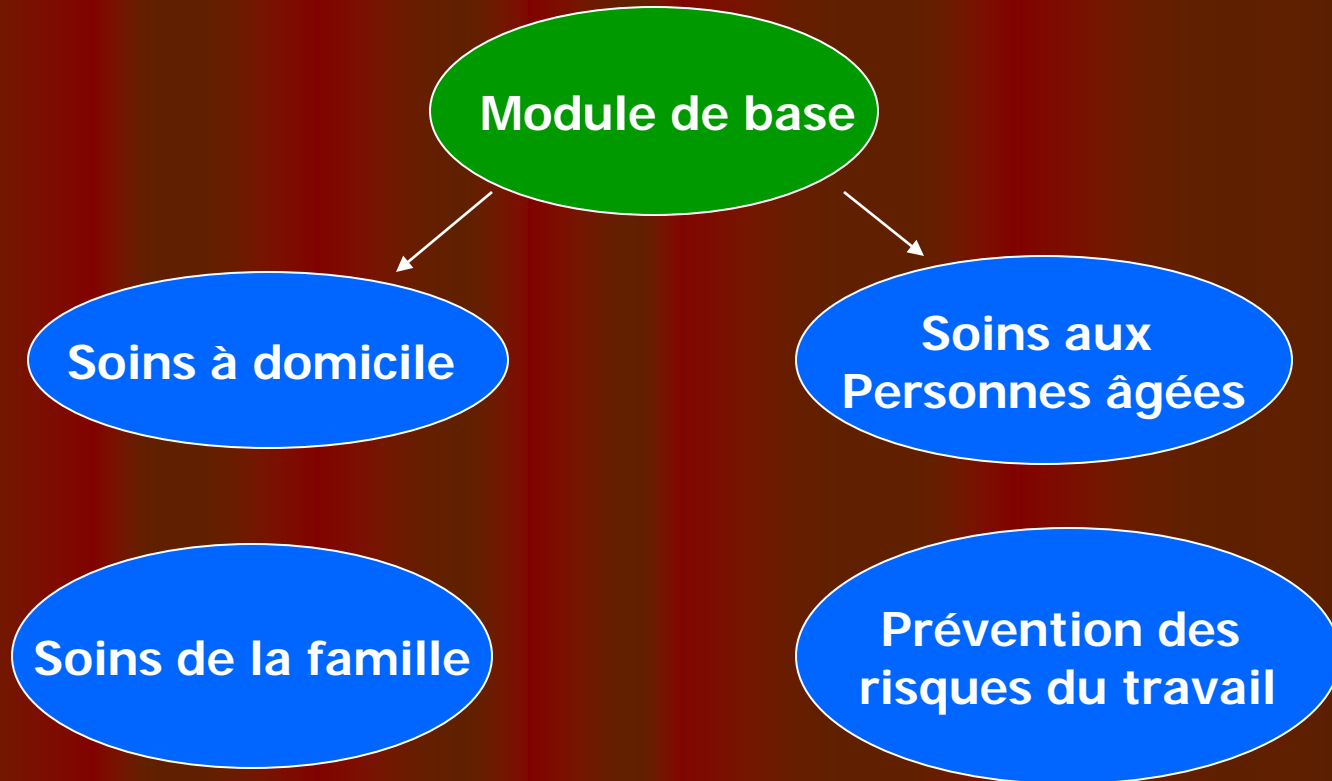 Module de base
Soins à domicile
Soins aux
Personnes âgées
Soins de la famille
Prévention des
risques du travail